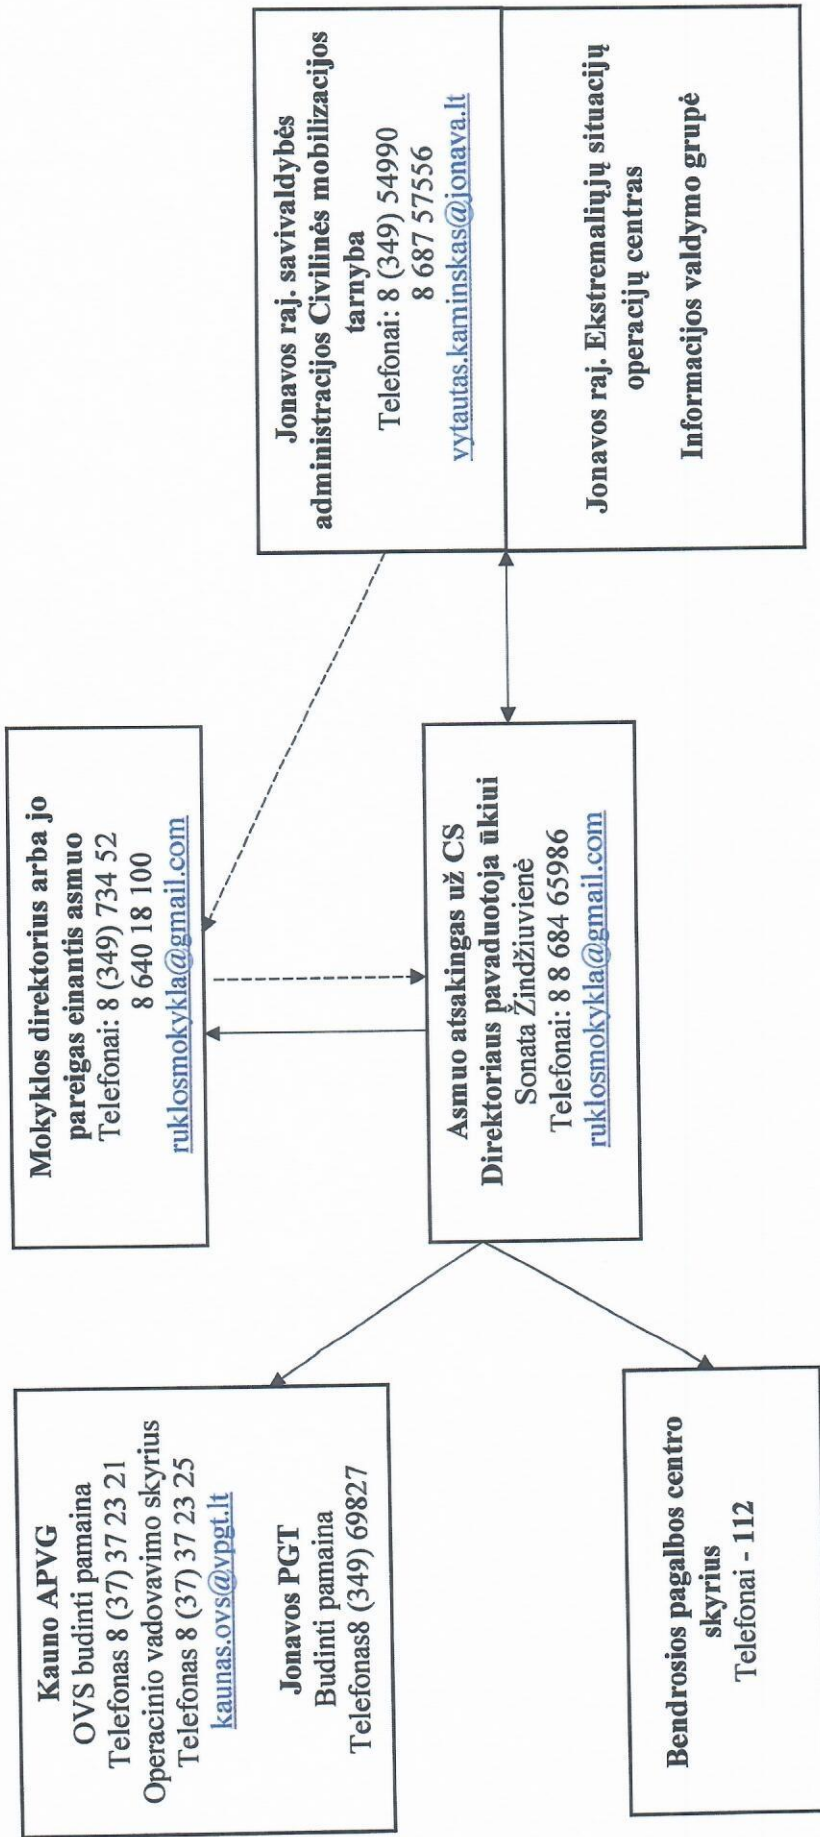 Kauno APVG
OVS budinti pamaina
Telefonas 8 (37) 37 23 21
Operacinio vadovavimo skyrius
Telefonas 8 (37) 37 23 25
kaunas.ovs@vpgt.lt
Jonavos PGT
Budinti pamaina
Telefonas8 (349) 69827
Bendrosios pagalbos centro
skyrius
Telefonai - 112
Mokyklos direktorius arba jo
pareigas einantis asmuo
Telefonai: 8 (349) 734 52
8 640 18 100
ruklosmokykla@gmail.com
Asmuo atsakingas už CS
Direktoriaus pavaduotoja ūkiui
Sonata Žindžiuvienė
Telefonai: 8 8 684 65986
ruklosmokykla@gmail.com
Jonavos raj. savivaldybės
administracijos Civilinės mobilizacijos
tarnyba
Telefonai: 8 (349) 54990
8 687 57556
vytautas.kaminskas@jonava.lt
Jonavos raj. Ekstremaliųjų situacijų
operacijų centras
Informacijos valdymo grupė